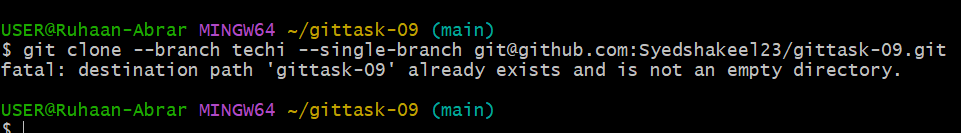 USER@Ruhaan-Abrar MINGW64 ~/gittask-09 (main)
$ git clone --branch techi --single-branch git@github.com:Syedshakeel23/gittask-09.git
fatal: destination path 'gittask-09' already exists and is not an empty directory.
USER@Ruhaan-Abrar MINGW64 ~/gittask-09 (main)
$